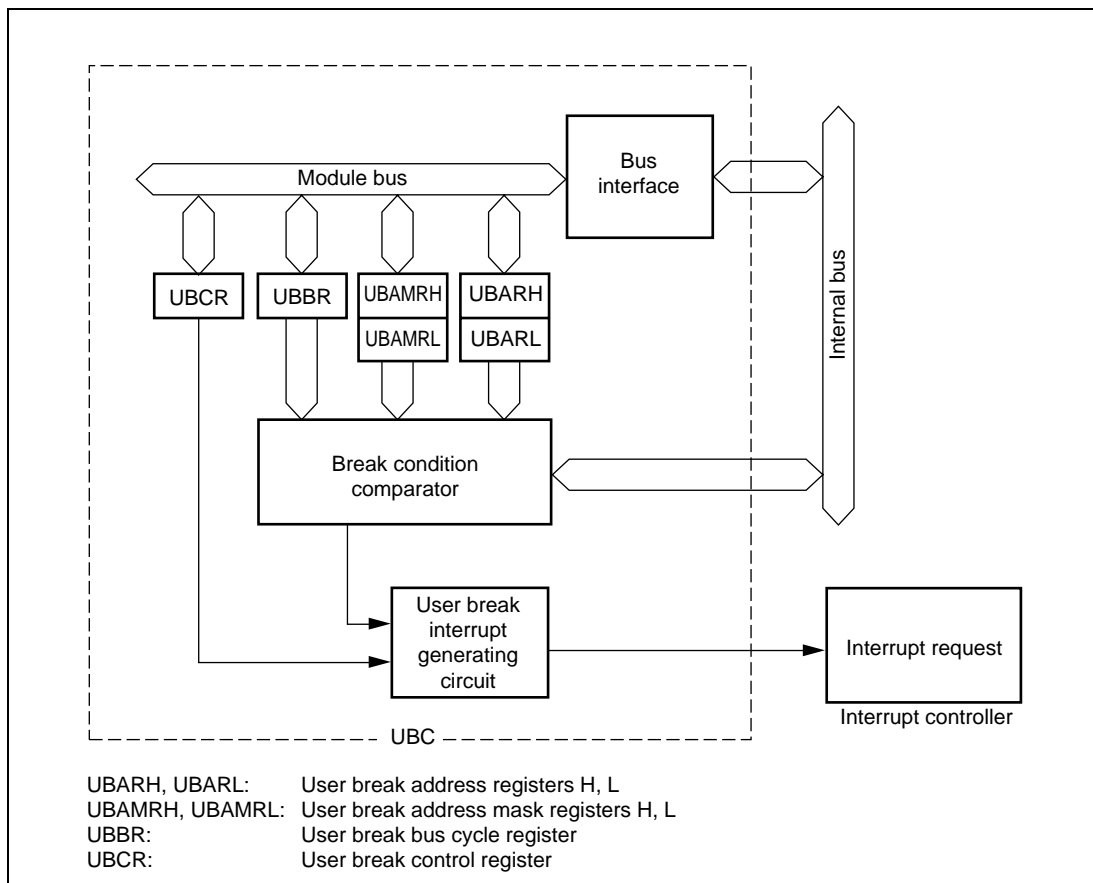 Bus
interface
Module bus
Internal bus
UBCR
UBBR
UBAMRH
UBARH
UBAMRL
UBARL
Break condition
comparator
User break
interrupt
generating
circuit
Interrupt request
Interrupt controller
UBC
UBARH, UBARL: User break address registers H, L
UBAMRH, UBAMRL: User break address mask registers H, L
UBBR: User break bus cycle register
UBCR: User break control register